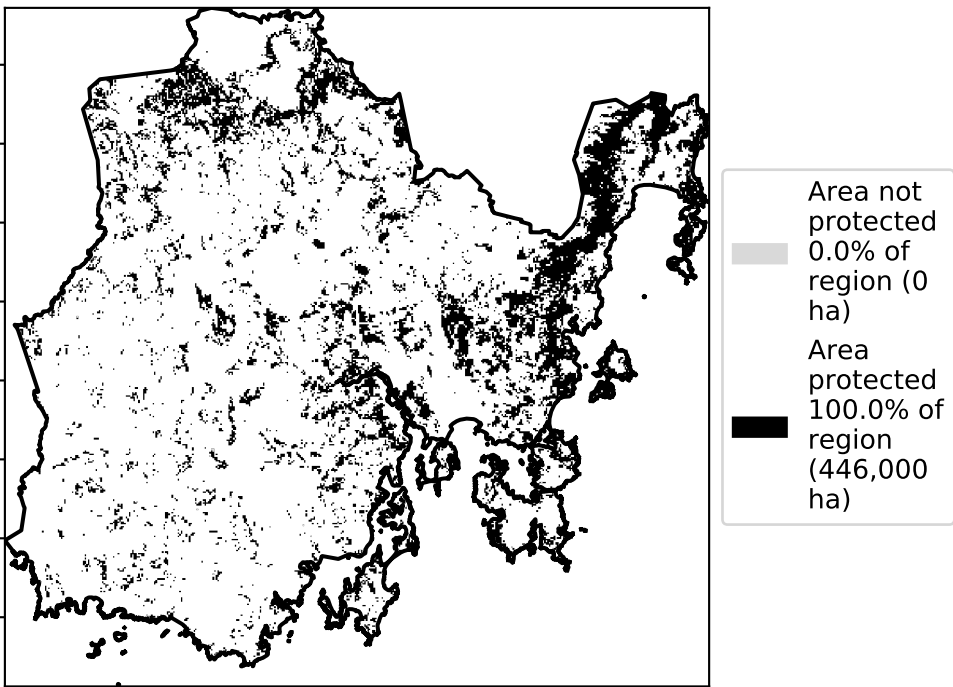 Area not
protected
0.0% of
region (0
ha)
Area
protected
100.0% of
region
(446,000
ha)